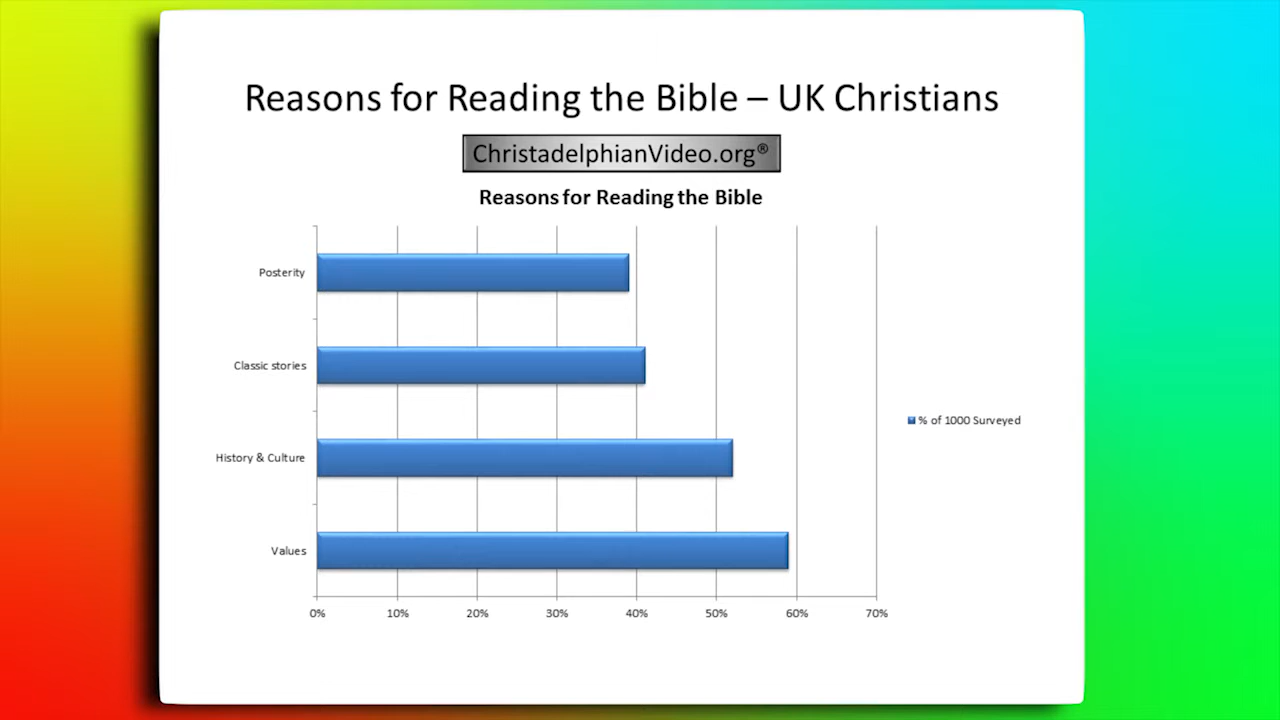 Reasons for Reading the Bible – UK Christians
ChristadelphianVideo.org®
Reasons for Reading the Bible
Posterity
Classic stories
History & Culture
Values
0% 10% 20% 30% 40% 50% 60% 70%
% of 1000 Surveyed